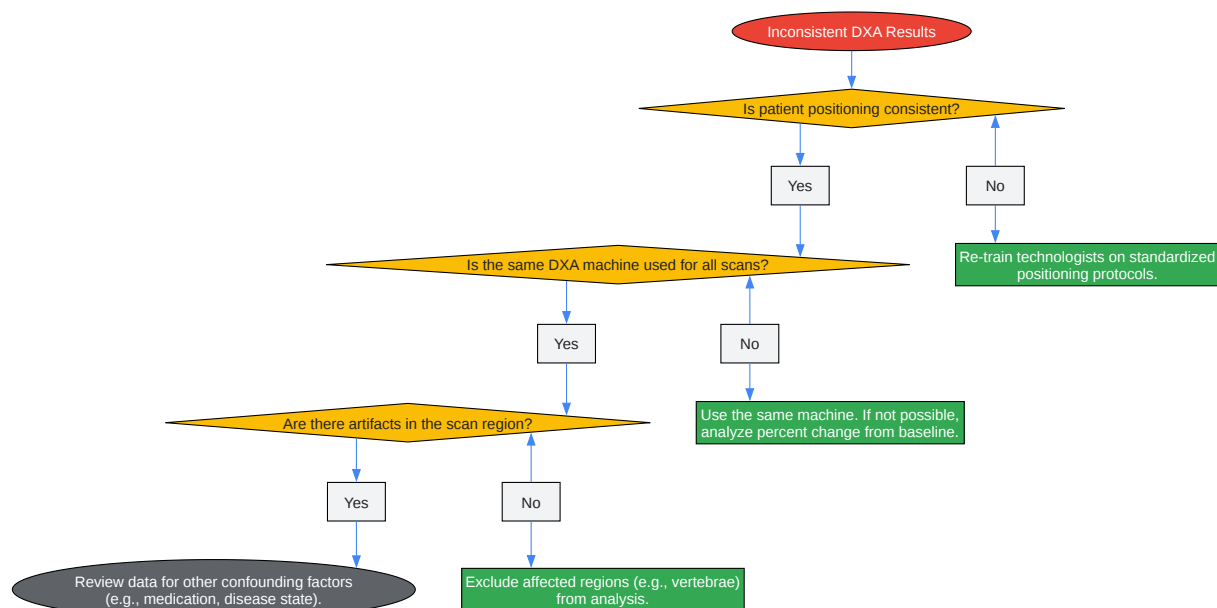 Inconsistent DXA Results
Is patient positioning consistent?
Yes
No
Re-train technologists on standardized
positioning protocols.
Is the same DXA machine used for all scans?
Yes
No
Use the same machine. If not possible,
analyze percent change from baseline.
Are there artifacts in the scan region?
Yes
No
Review data for other confounding factors
(e.g., medication, disease state).
Exclude affected regions (e.g., vertebrae)
from analysis.